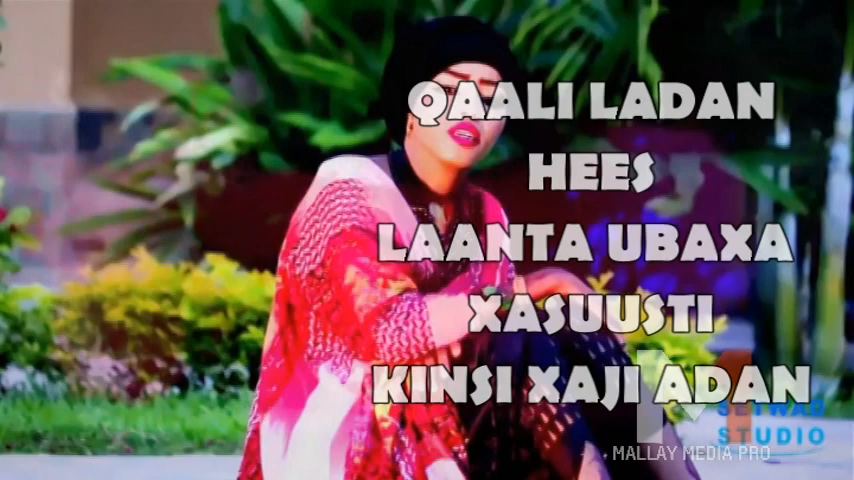 QAALI LADAN
HEES
LAANTA UBAXA
XASUUSTI
KINSI XAJI ADAN
STUDIO
MALLAY MEDIA PRO